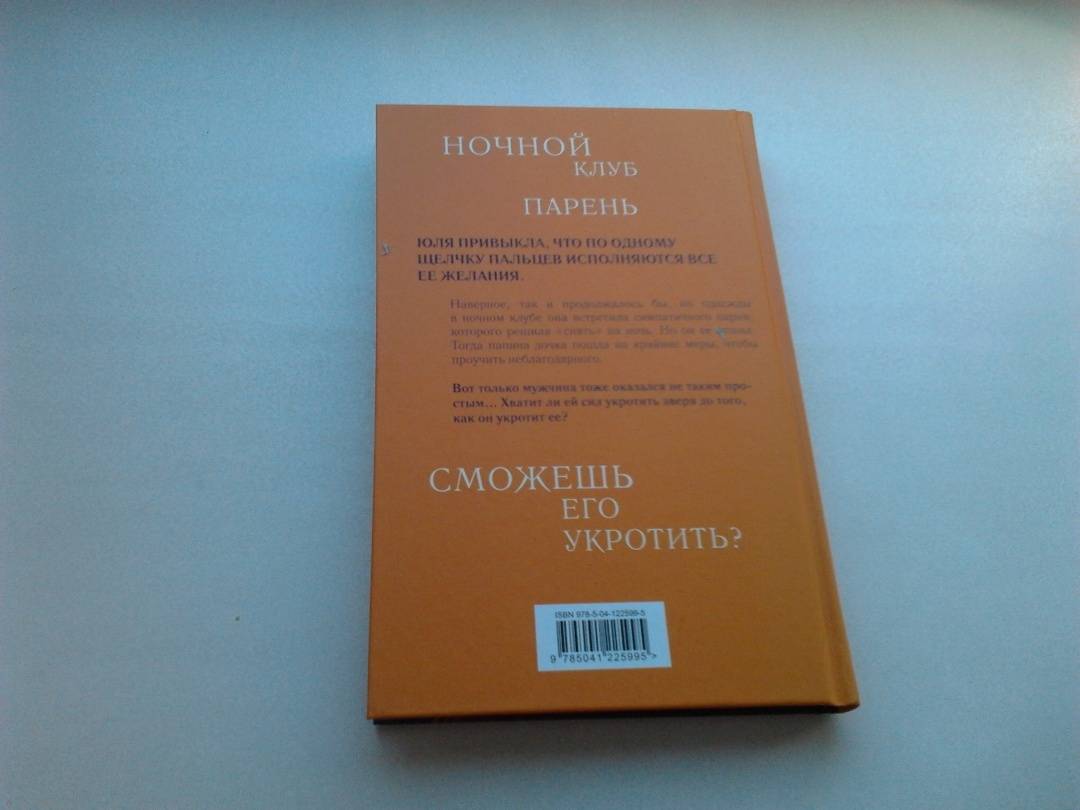 НОЧНОЙ
КЛУБ
ПАРЕНЬ
ЮЛЯ ПРИВЫКЛА, ЧТО ПО ОДНОМУ
ЩЕЛЧКУ ПАЛЬЦЕВ ИСПОЛНЯЮТСЯ ВСЕ
ЕЕ ЖЕЛАНИЯ.
Наверное, так и продолжалось бы, но однажды
в ночном клубе она встретила симпатичного парня,
которого решила «снять» на ночь. Но он ее
Тогда папина дочка пошла на крайние меры, чтобы
проучить неблагодарного.
Вот только мужчина тоже оказался не таким про-
стым... Хватит ли ей сил укротить зверя до того,
как он укротит ее?
СМОЖЕШЬ
ЕГО
УКРОТИТЬ?
ISBN 978-5-04-122599-5
9 785041 225995 >